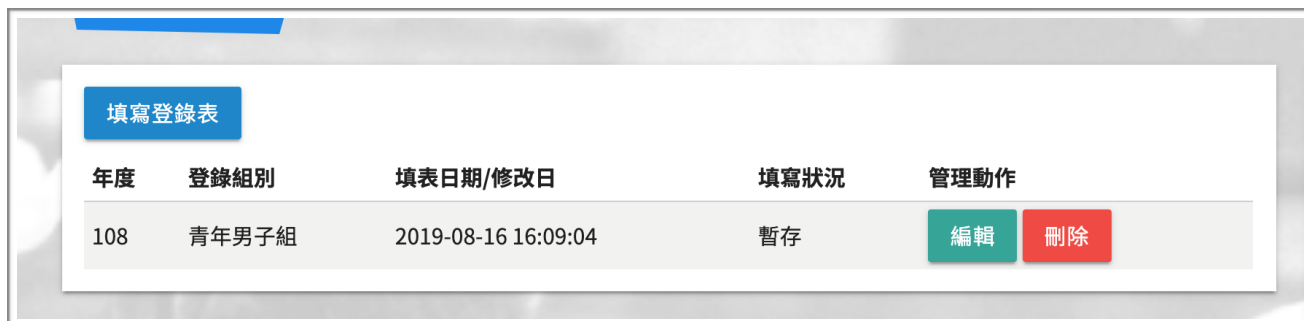 填寫登錄表
年度 登錄組別 填表日期/修改日 填寫狀況 管理動作
108 青年男子組 2019-08-16 16:09:04 暫存 編輯 刪除